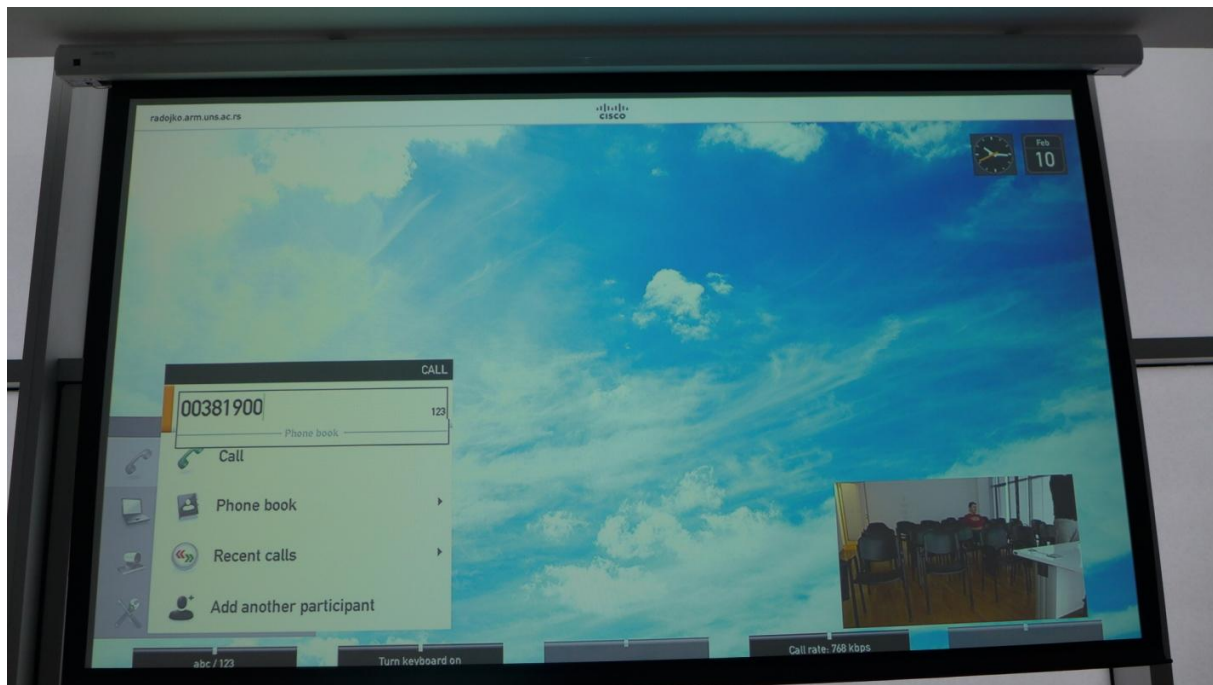 radojko.arm.uns.ac.rs
CISCO
Feb
10
CALL
00381900
123
Phone book
Call
Phone book
Recent calls
Add another participant
abc / 123
Turn keyboard on
Call rate: 768 kbps